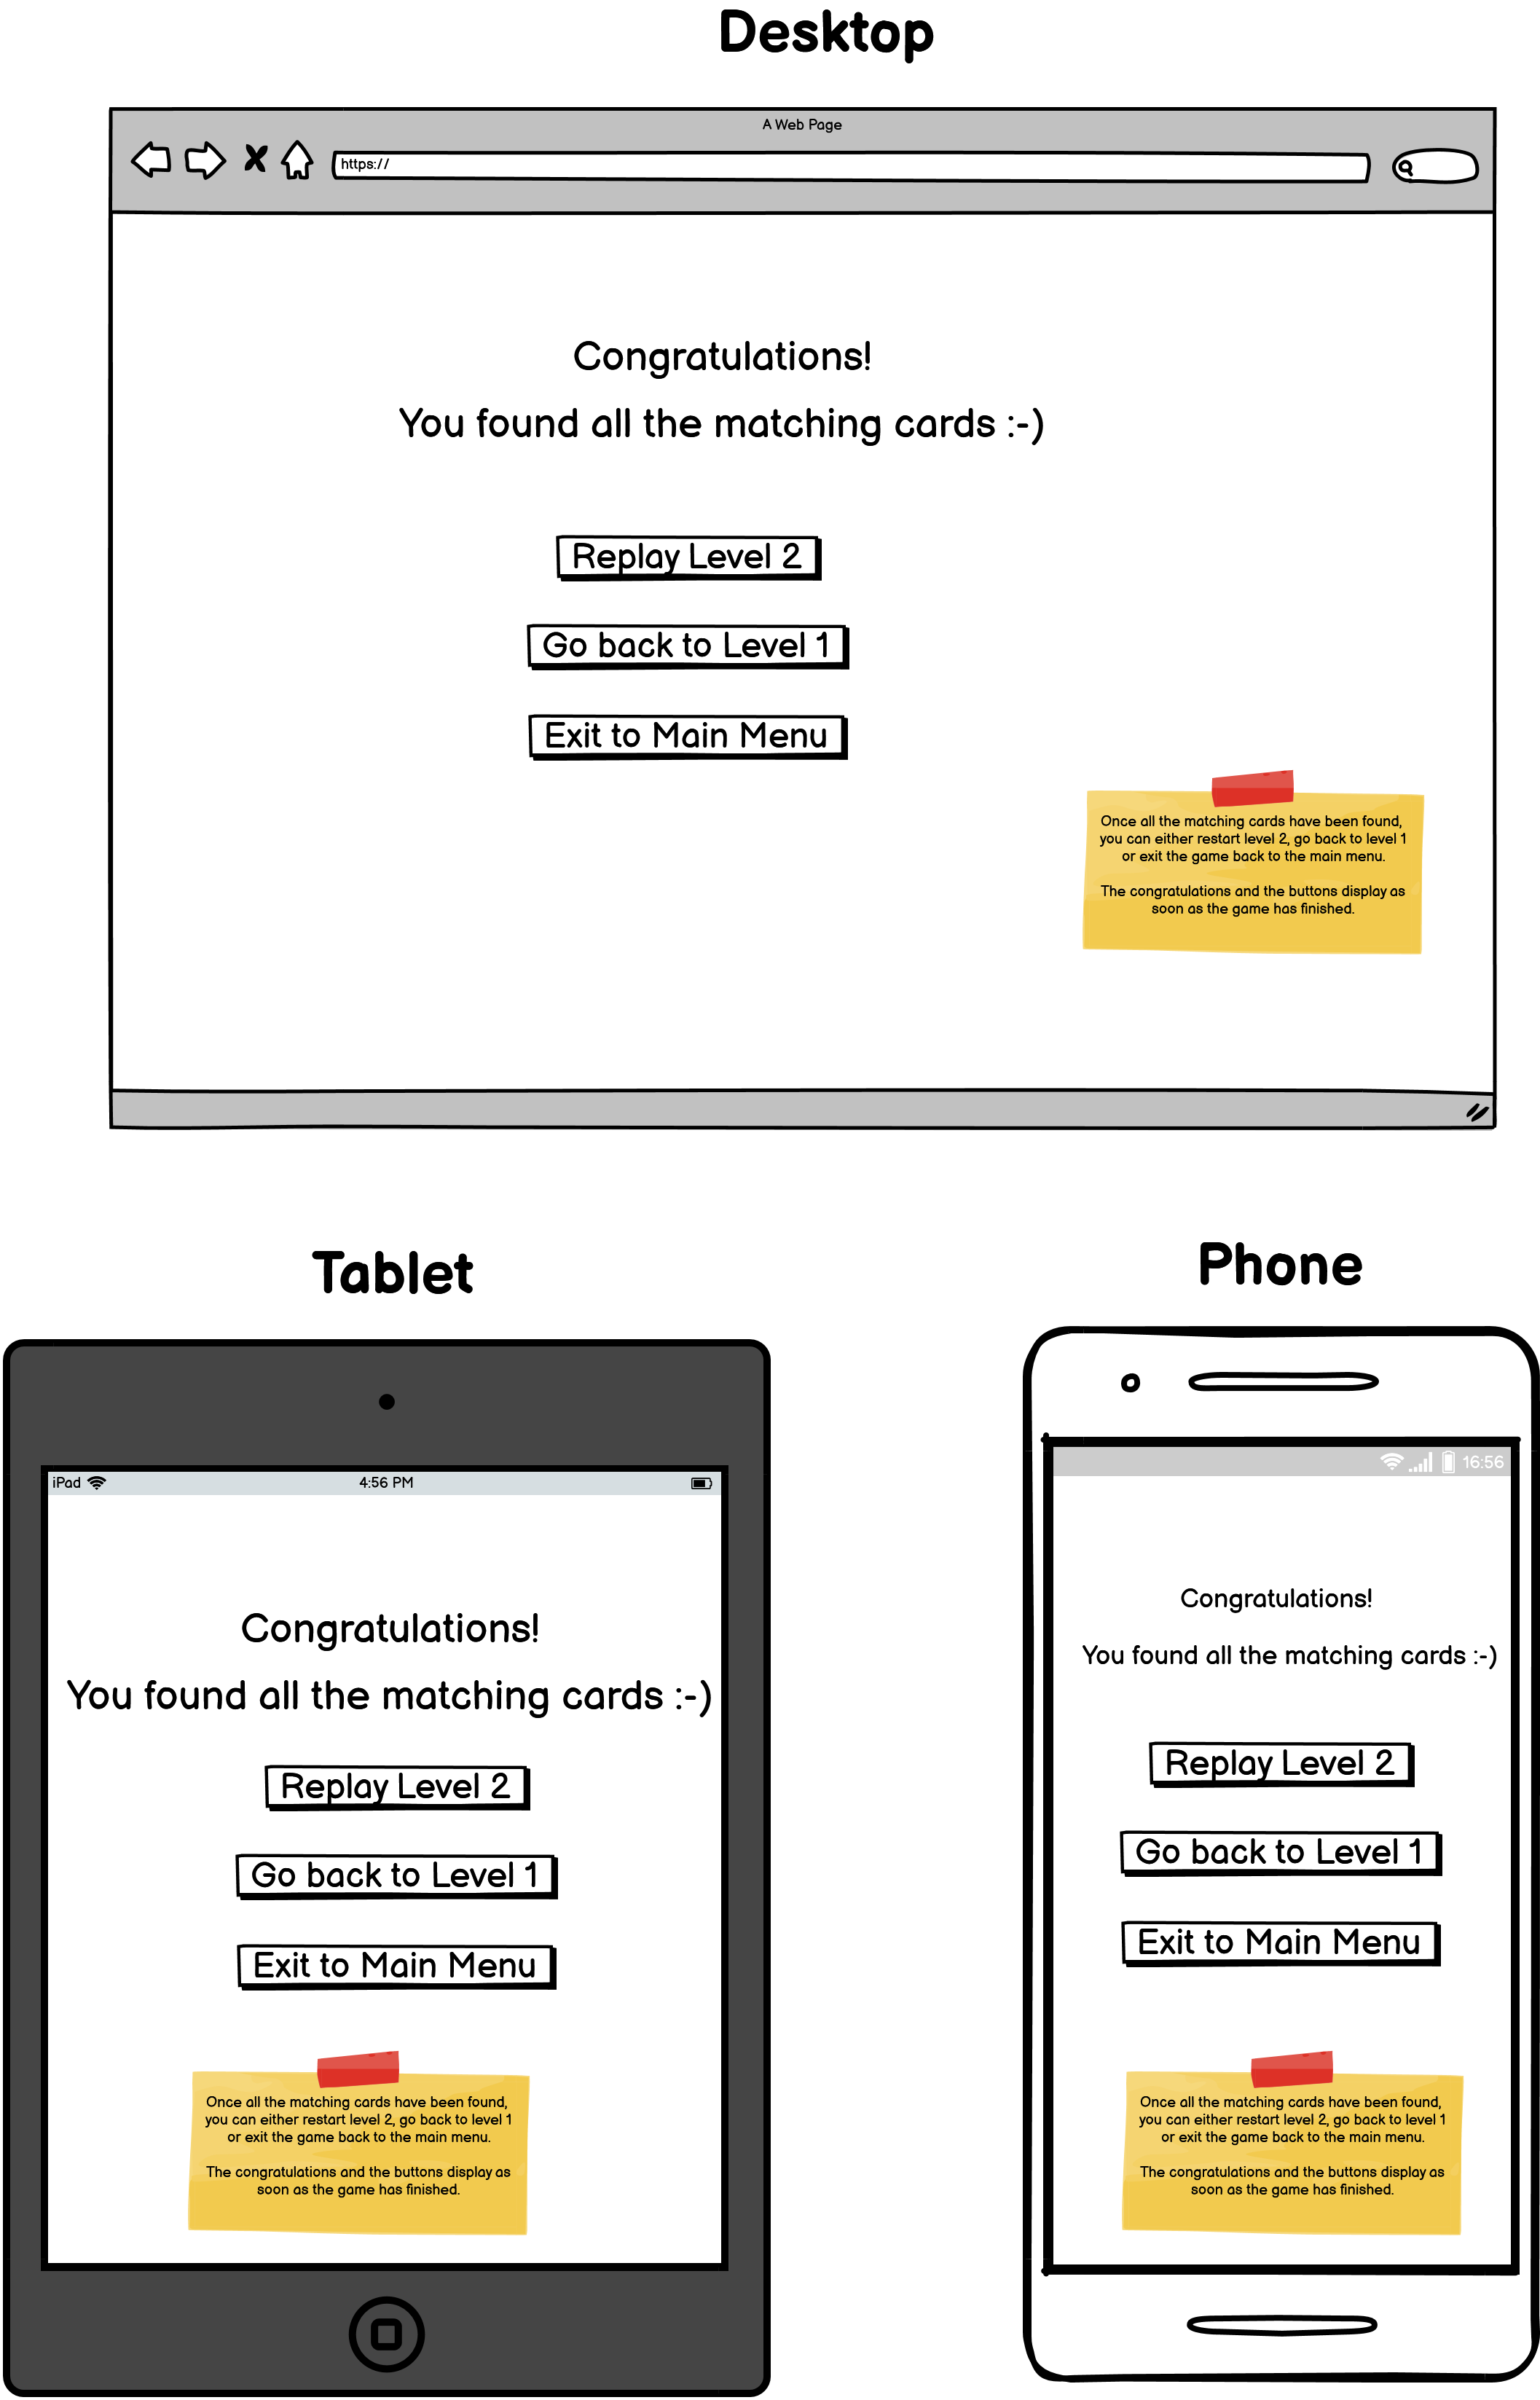 Desktop
A Web Page
https://
Congratulations!
You found all the matching cards :-)
Replay Level 2
Go back to Level 1
Exit to Main Menu
Once all the matching cards have been found,
you can either restart level 2, go back to level 1
or exit the game back to the main menu.
The congratulations and the buttons display as
soon as the game has finished.
Tablet
iPad
4:56 PM
Congratulations!
You found all the matching cards :-)
Replay Level 2
Go back to Level 1
Exit to Main Menu
Once all the matching cards have been found,
you can either restart level 2, go back to level 1
or exit the game back to the main menu.
The congratulations and the buttons display as
soon as the game has finished.
Phone
16:56
Congratulations!
You found all the matching cards :-)
Replay Level 2
Go back to Level 1
Exit to Main Menu
Once all the matching cards have been found,
you can either restart level 2, go back to level 1
or exit the game back to the main menu.
The congratulations and the buttons display as
soon as the game has finished.